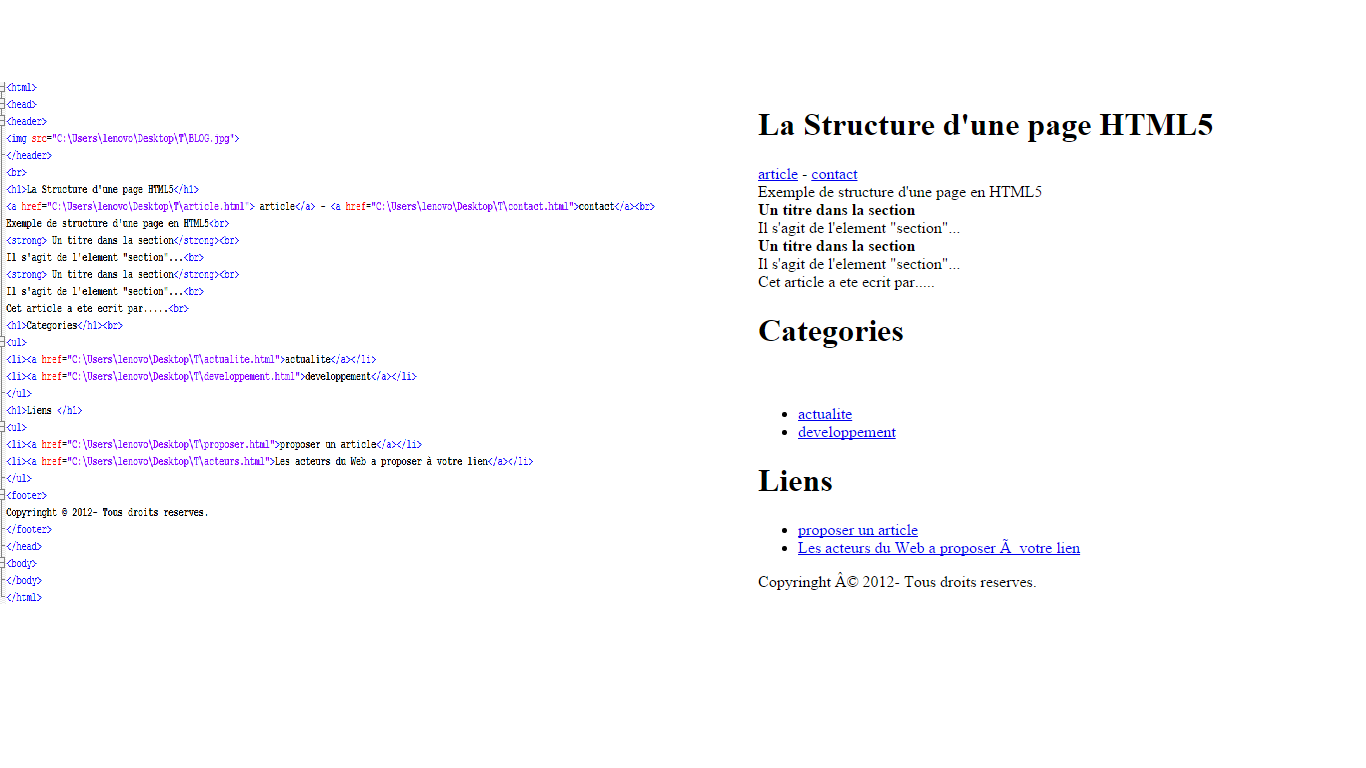 <html>
<head>
<header>
<img src="C:\Users\lenovo\Desktop\T\BLOG.jpg">
</header>
<br>
<h1>La Structure d'une page HTML5</h1>
<a href="C:\Users\lenovo\Desktop\T\article.html"> article</a> - <a href="C:\Users\lenovo\Desktop\T\contact.html">contact</a><br>
Exemple de structure d'une page en HTML5<br>
<strong> Un titre dans la section</strong><br>
Il s'agit de l'element "section"...<br>
<strong> Un titre dans la section</strong><br>
Il s'agit de l'element "section"...<br>
Cet article a ete ecrit par.....<br>
<h1>Categories</h1><br>
<ul>
<li><a href="C:\Users\lenovo\Desktop\T\actualite.html">actualite</a></li>
<li><a href="C:\Users\lenovo\Desktop\T\developpement.html">developpement</a></li>
</ul>
<h1>Liens </h1>
<ul>
<li><a href="C:\Users\lenovo\Desktop\T\proposer.html">proposer un article</a></li>
<li><a href="C:\Users\lenovo\Desktop\T\acteurs.html">Les acteurs du Web a proposer à votre lien</a></li>
</ul>
<footer>
Copyringht © 2012- Tous droits reserves.
</footer>
</head>
<body>
</body>
</html>
La Structure d'une page HTML5
article - contact
Exemple de structure d'une page en HTML5
Un titre dans la section
Il s'agit de l'element "section"...
Un titre dans la section
Il s'agit de l'element "section"...
Cet article a ete ecrit par.....
Categories
• actualite
• developpement
Liens
• proposer un article
• Les acteurs du Web a proposer Ã  votre lien
Copyringht Â© 2012- Tous droits reserves.